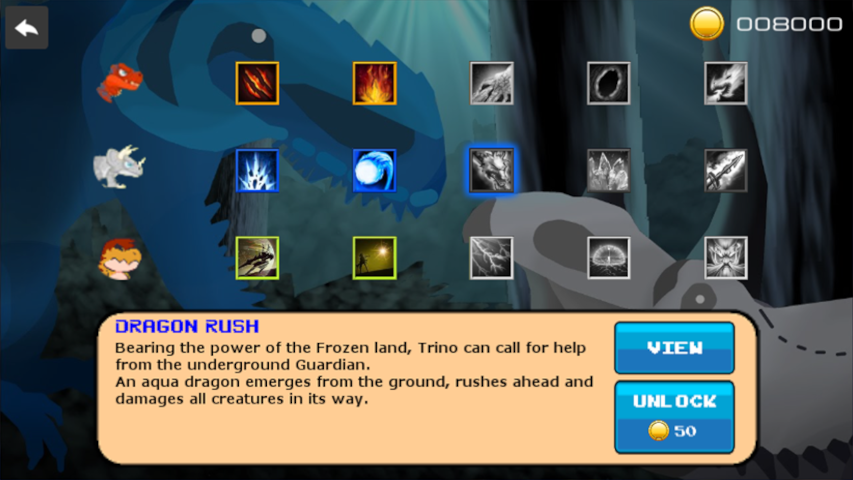 008000
DRAGON RUSH
Bearing the power of the Frozen land, Trino can call for help
from the underground Guardian.
An aqua dragon emerges from the ground, rushes ahead and
damages all creatures in its way.
VIEW
UNLOCK
50